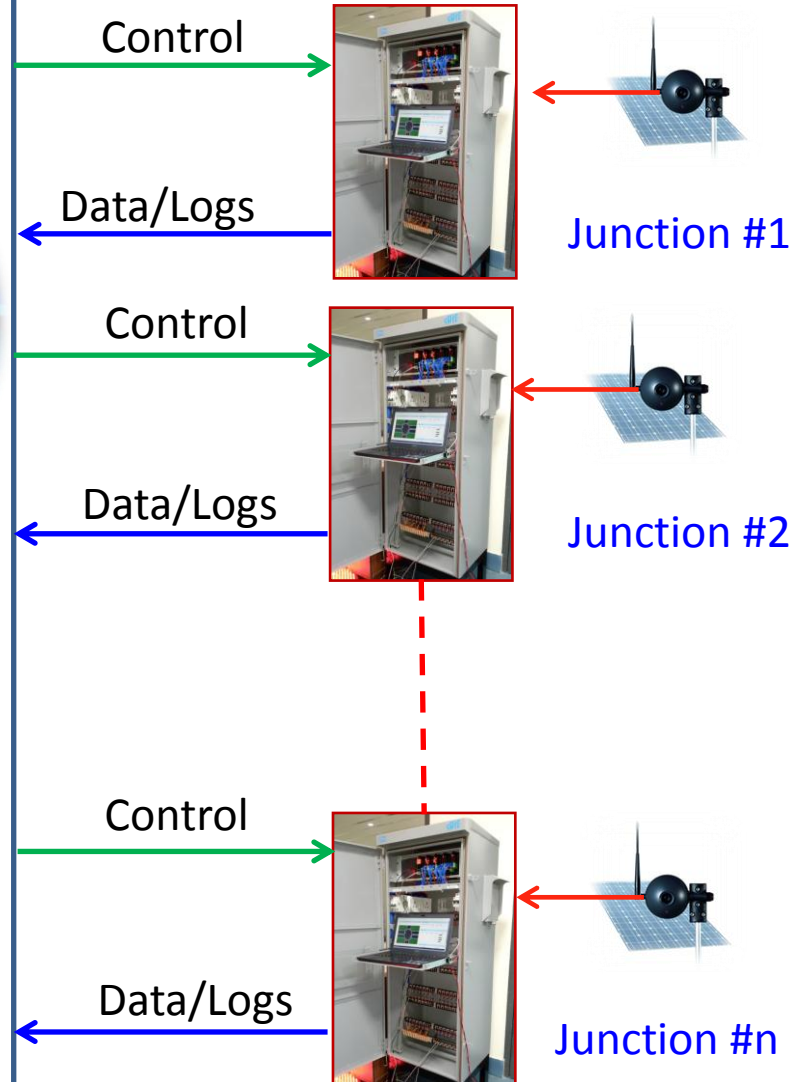 Control
Data/Logs
Junction #1
Control
Data/Logs
Junction #2
Control
Data/Logs
Junction #n